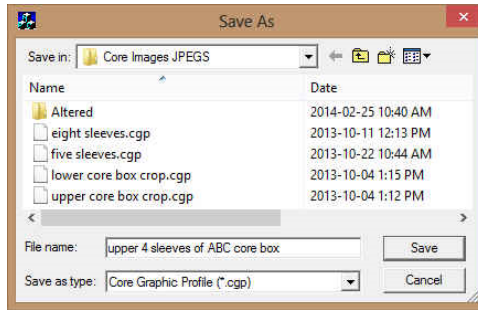 Save As
Save in: Core Images JPEGS
Name Date
Altered 2014-02-25 10:40 AM
eight sleeves.cgp 2013-10-11 12:13 PM
five sleeves.cgp 2013-10-22 10:44 AM
lower core box crop.cgp 2013-10-04 1:15 PM
upper core box crop.cgp 2013-10-04 1:12 PM
File name: upper 4 sleeves of ABC core box Save
Save as type: Core Graphic Profile (*.cgp) Cancel